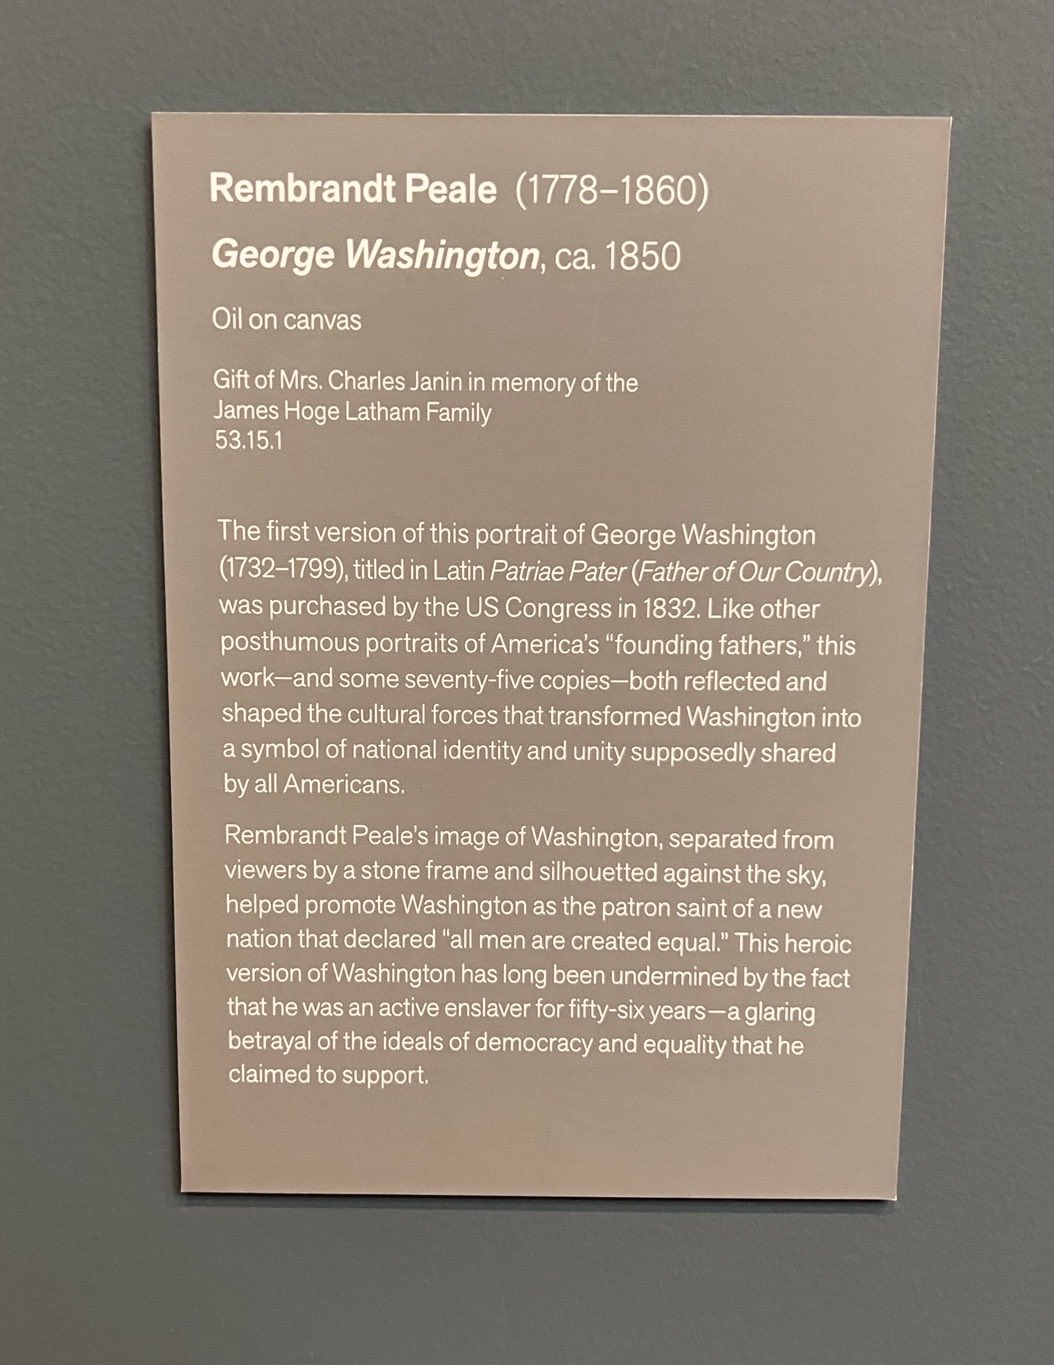 Rembrandt Peale (1778–1860)
George Washington, ca. 1850
Oil on canvas
Gift of Mrs. Charles Janin in memory of the
James Hoge Latham Family
53.15.1
The first version of this portrait of George Washington
(1732–1799), titled in Latin Patriae Pater (Father of Our Country),
was purchased by the US Congress in 1832. Like other
posthumous portraits of America's "founding fathers," this
work—and some seventy-five copies—both reflected and
shaped the cultural forces that transformed Washington into
a symbol of national identity and unity supposedly shared
by all Americans.
Rembrandt Peale's image of Washington, separated from
viewers by a stone frame and silhouetted against the sky,
helped promote Washington as the patron saint of a new
nation that declared "all men are created equal." This heroic
version of Washington has long been undermined by the fact
that he was an active enslaver for fifty-six years—a glaring
betrayal of the ideals of democracy and equality that he
claimed to support.